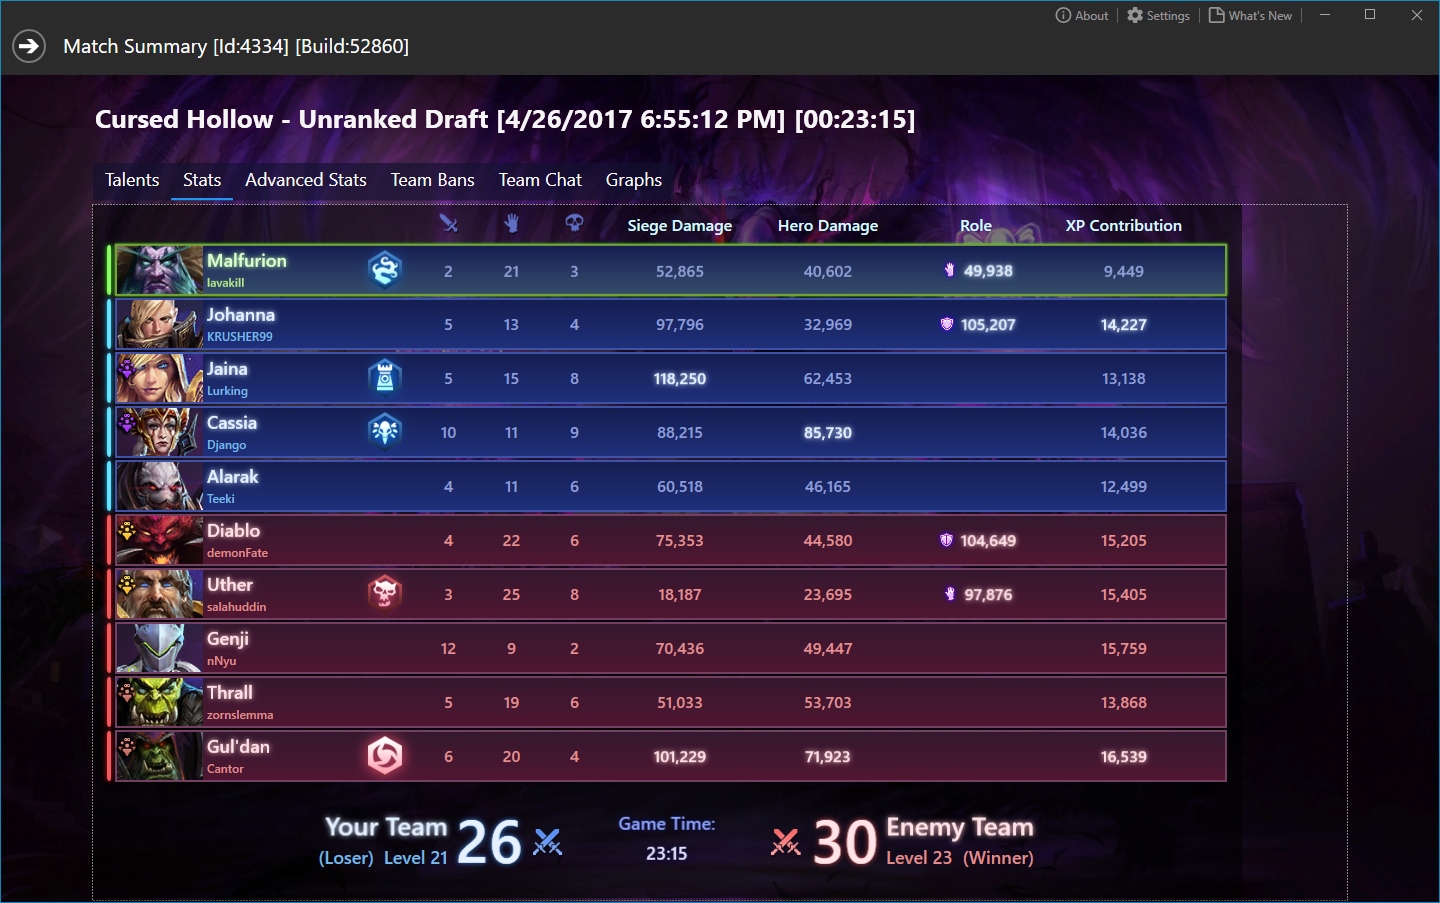 About
Settings
What's New
Match Summary [Id:4334] [Build:52860]
Cursed Hollow - Unranked Draft [4/26/2017 6:55:12 PM] [00:23:15]
Talents Stats Advanced Stats Team Bans Team Chat Graphs
Siege Damage Hero Damage Role XP Contribution
Malfurion
lavakill
2 21 3 52,865 40,602 49,938 9,449
Johanna
KRUSHER99
5 13 4 97,796 32,969 105,207 14,227
Jaina
Lurking
5 15 8 118,250 62,453 13,138
Cassia
Django
10 11 9 88,215 85,730 14,036
Alarak
Teeki
4 11 6 60,518 46,165 12,499
Diablo
demonFate
4 22 6 75,353 44,580 104,649 15,205
Uther
salahuddin
3 25 8 18,187 23,695 97,876 15,405
Genji
nNyu
12 9 2 70,436 49,447 15,759
Thrall
zornslemma
5 19 6 51,033 53,703 13,868
Gul'dan
Cantor
6 20 4 101,229 71,923 16,539
Your Team 26
(Loser) Level 21
Game Time:
23:15
30 Enemy Team
Level 23 (Winner)